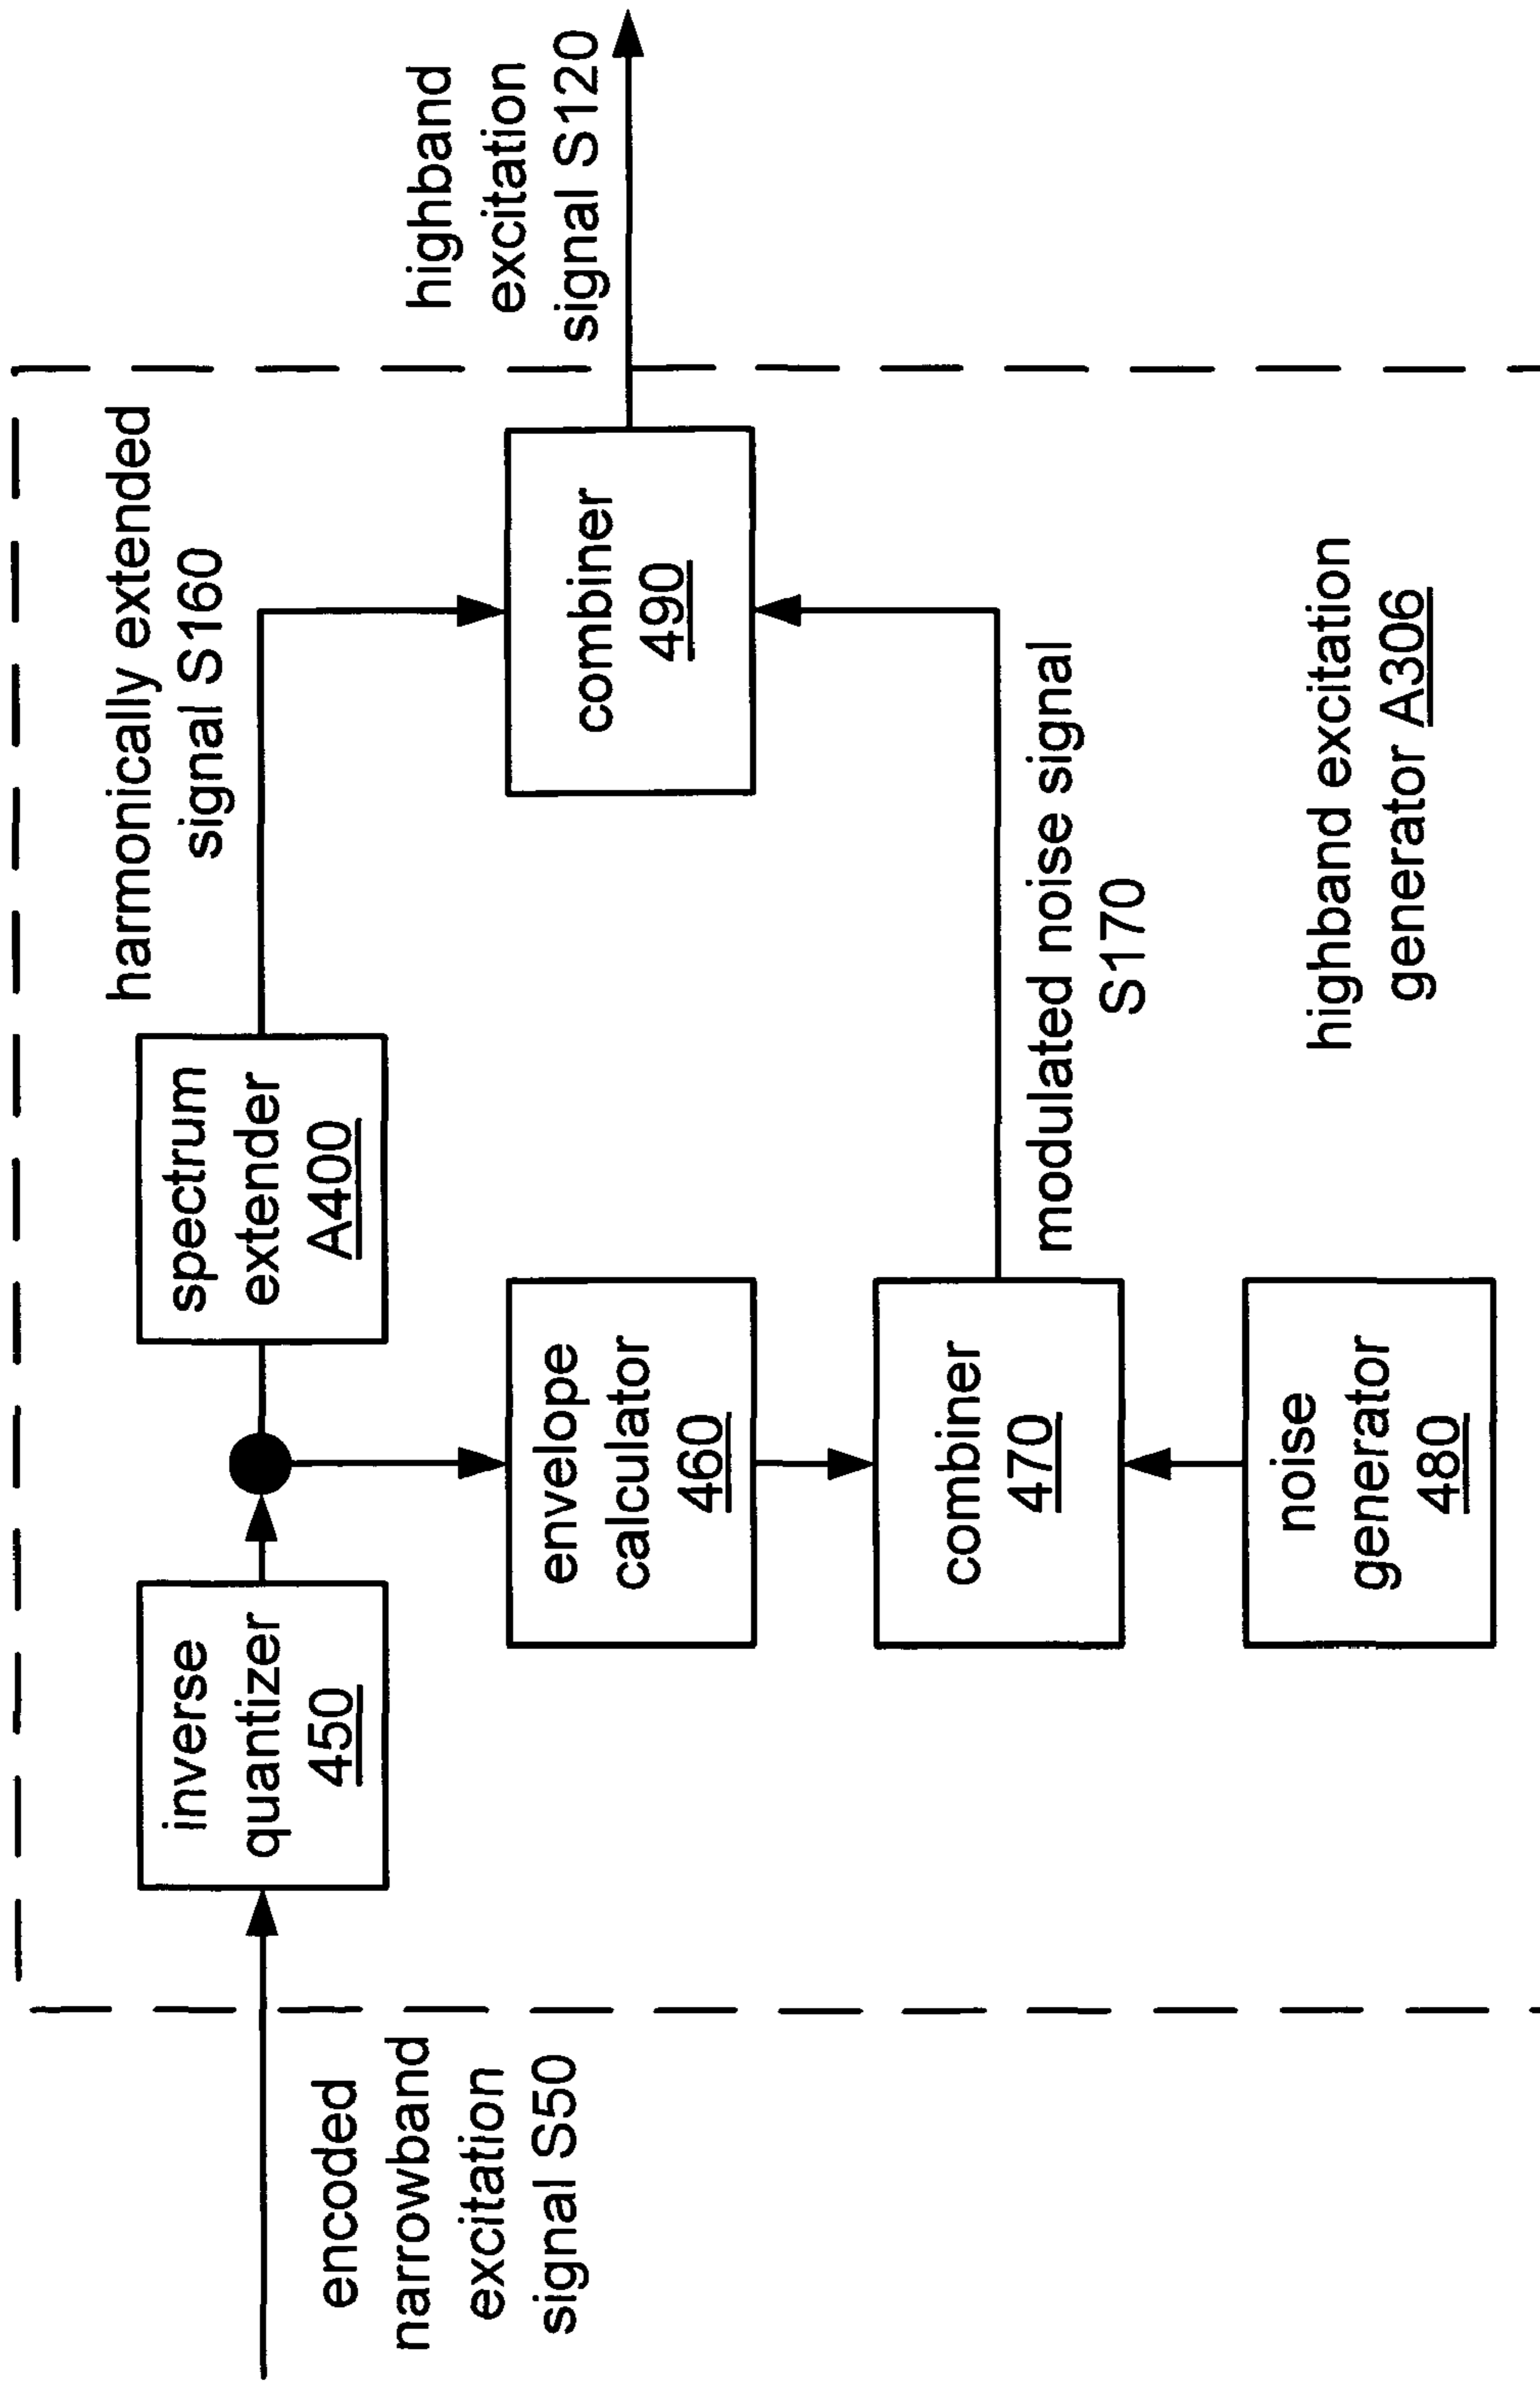 encoded
narrowband
excitation
signal S50
inverse
quantizer
450
spectrum
extender
A400
harmonically extended
signal S160
envelope
calculator
460
combiner
470
noise
generator
480
modulated noise signal
S170
combiner
490
highband
excitation
signal S120
highband excitation
generator A306